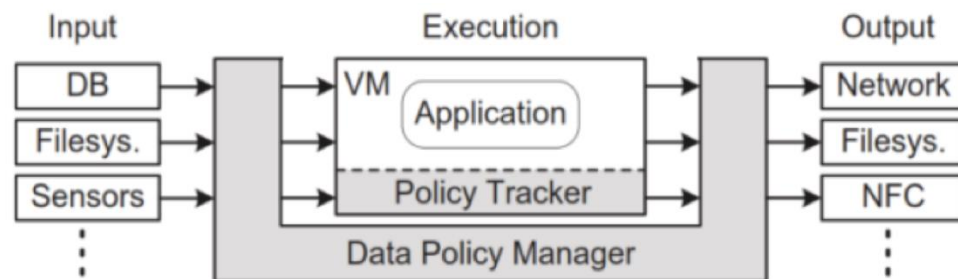 Input Execution Output
DB VM Network
Application
Filesys. Filesys.
Sensors Policy Tracker NFC
Data Policy Manager